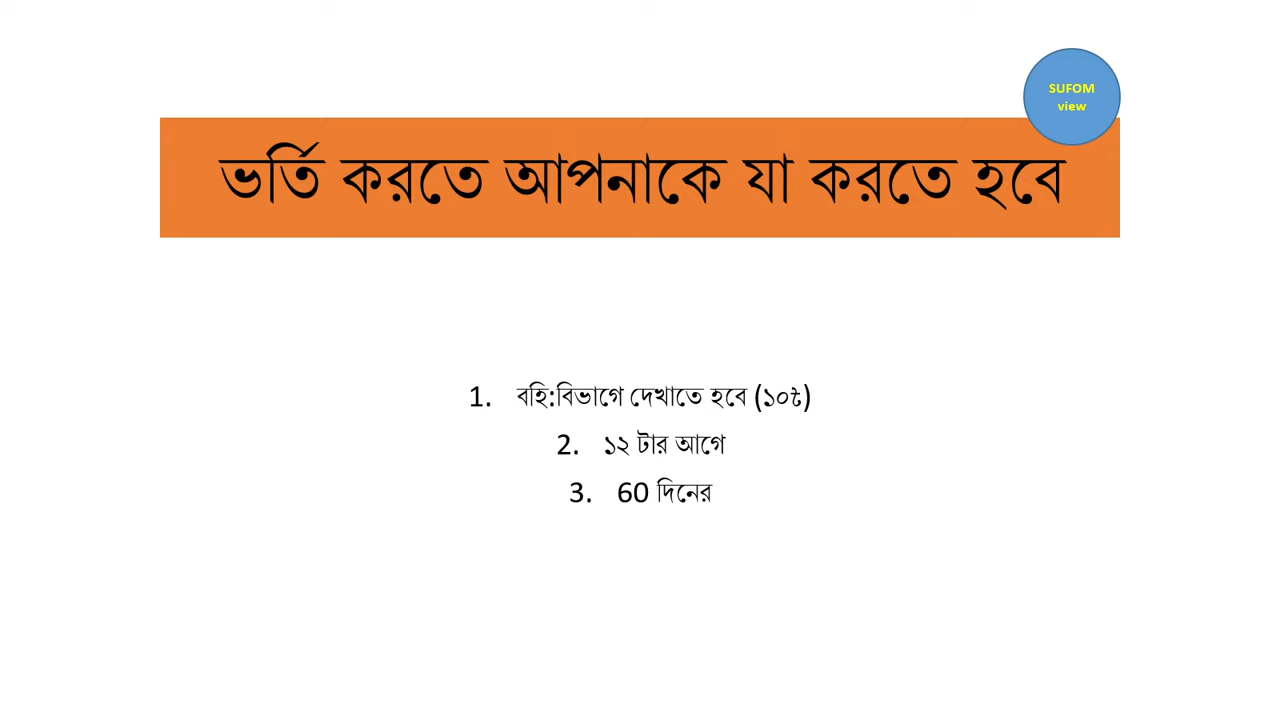 SUFOM
view
ভর্তি করতে আপনাকে যা করতে হবে
1. বহি:বিভাগে দেখাতে হবে (১০৳)
2. ১২ টার আগে
3. 60 দিনের